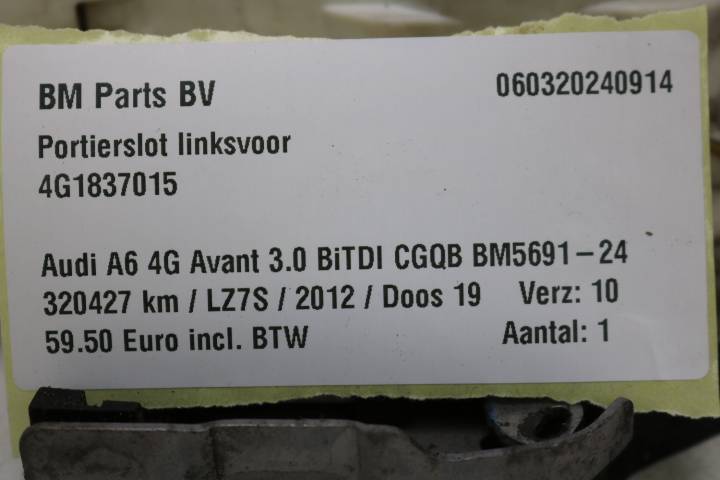 BM Parts BV 060320240914
Portierslot linksvoor
4G1837015
Audi A6 4G Avant 3.0 BiTDI CGQB BM5691-24
320427 km / LZ7S / 2012 / Doos 19 Verz: 10
59.50 Euro incl. BTW Aantal: 1